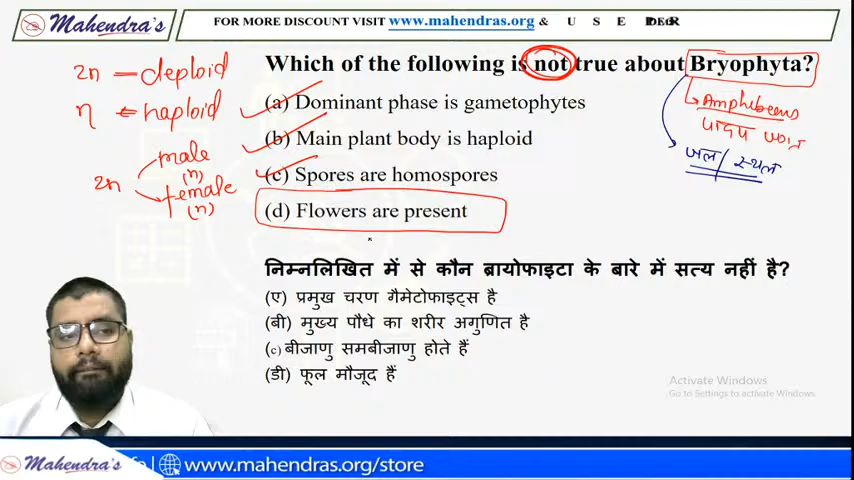 Mahendra's
FOR MORE DISCOUNT VISIT www.mahendras.org & U S E
Which of the following is not true about Bryophyta?
(a) Dominant phase is gametophytes
(b) Main plant body is haploid
(c) Spores are homospores
(d) Flowers are present
2n — deploid
n ← haploid
2n male (n)
female (n)
Amphibeens
पादप
जल / स्थल
निम्नलिखित में से कौन ब्रायोफाइटा के बारे में सत्य नहीं है?
(ए) प्रमुख चरण गैमेटोफाइट्स है
(बी) मुख्य पौधे का शरीर अगुणित है
(c) बीजाणु समबीजाणु होते हैं
(डी) फूल मौजूद हैं
Activate Windows
Go to Settings to activate Windows.
Mahendra's
www.mahendras.org/store